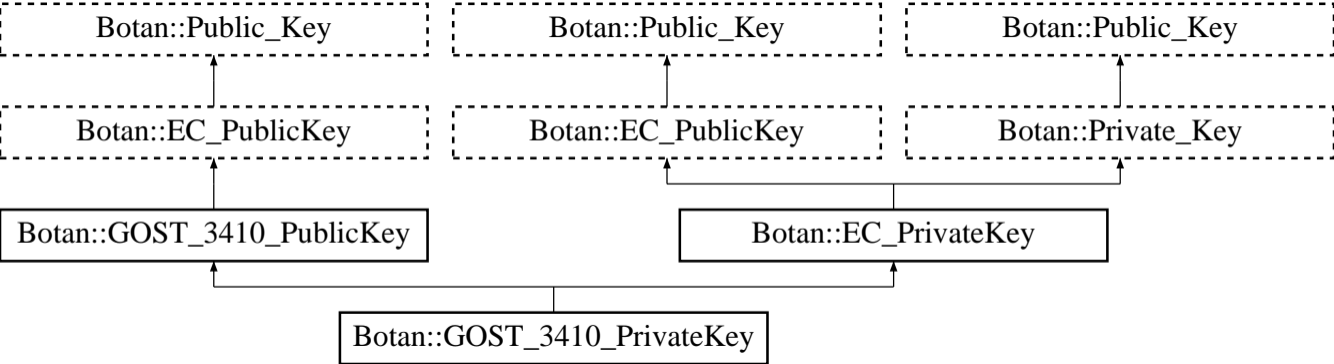 Botan::Public_Key
Botan::Public_Key
Botan::Public_Key
Botan::EC_PublicKey
Botan::EC_PublicKey
Botan::Private_Key
Botan::GOST_3410_PublicKey
Botan::EC_PrivateKey
Botan::GOST_3410_PrivateKey